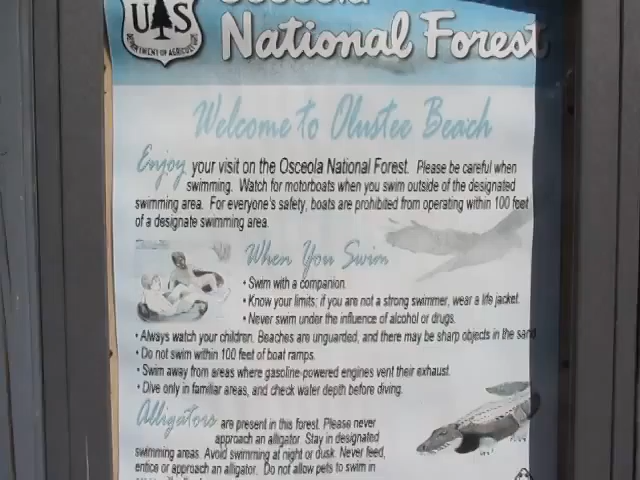 US
DEPARTMENT OF AGRICULTURE
Osceola
National Forest
Welcome to Olustee Beach
Enjoy your visit on the Osceola National Forest. Please be careful when
swimming. Watch for motorboats when you swim outside of the designated
swimming area. For everyone's safety, boats are prohibited from operating within 100 feet
of a designate swimming area.
When You Swim
• Swim with a companion.
• Know your limits; if you are not a strong swimmer, wear a life jacket.
• Never swim under the influence of alcohol or drugs.
• Always watch your children. Beaches are unguarded, and there may be sharp objects in the sand
• Do not swim within 100 feet of boat ramps.
• Swim away from areas where gasoline-powered engines vent their exhaust.
• Dive only in familiar areas, and check water depth before diving.
Alligators are present in this forest. Please never
approach an alligator. Stay in designated
swimming areas. Avoid swimming at night or dusk. Never feed,
entice or approach an alligator. Do not allow pets to swim in